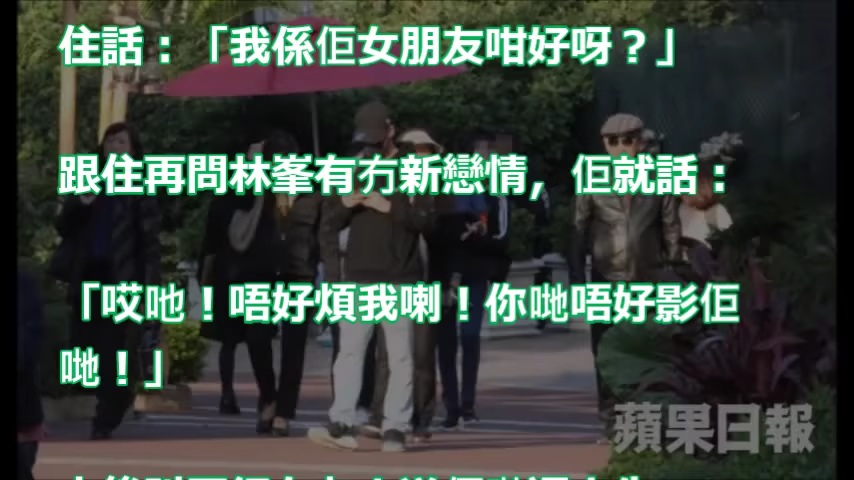 住話：「我係佢女朋友咁好呀？」
跟住再問林峯有冇新戀情，佢就話：
「哎吔！唔好煩我喇！你哋唔好影佢
哋！」
蘋果日報